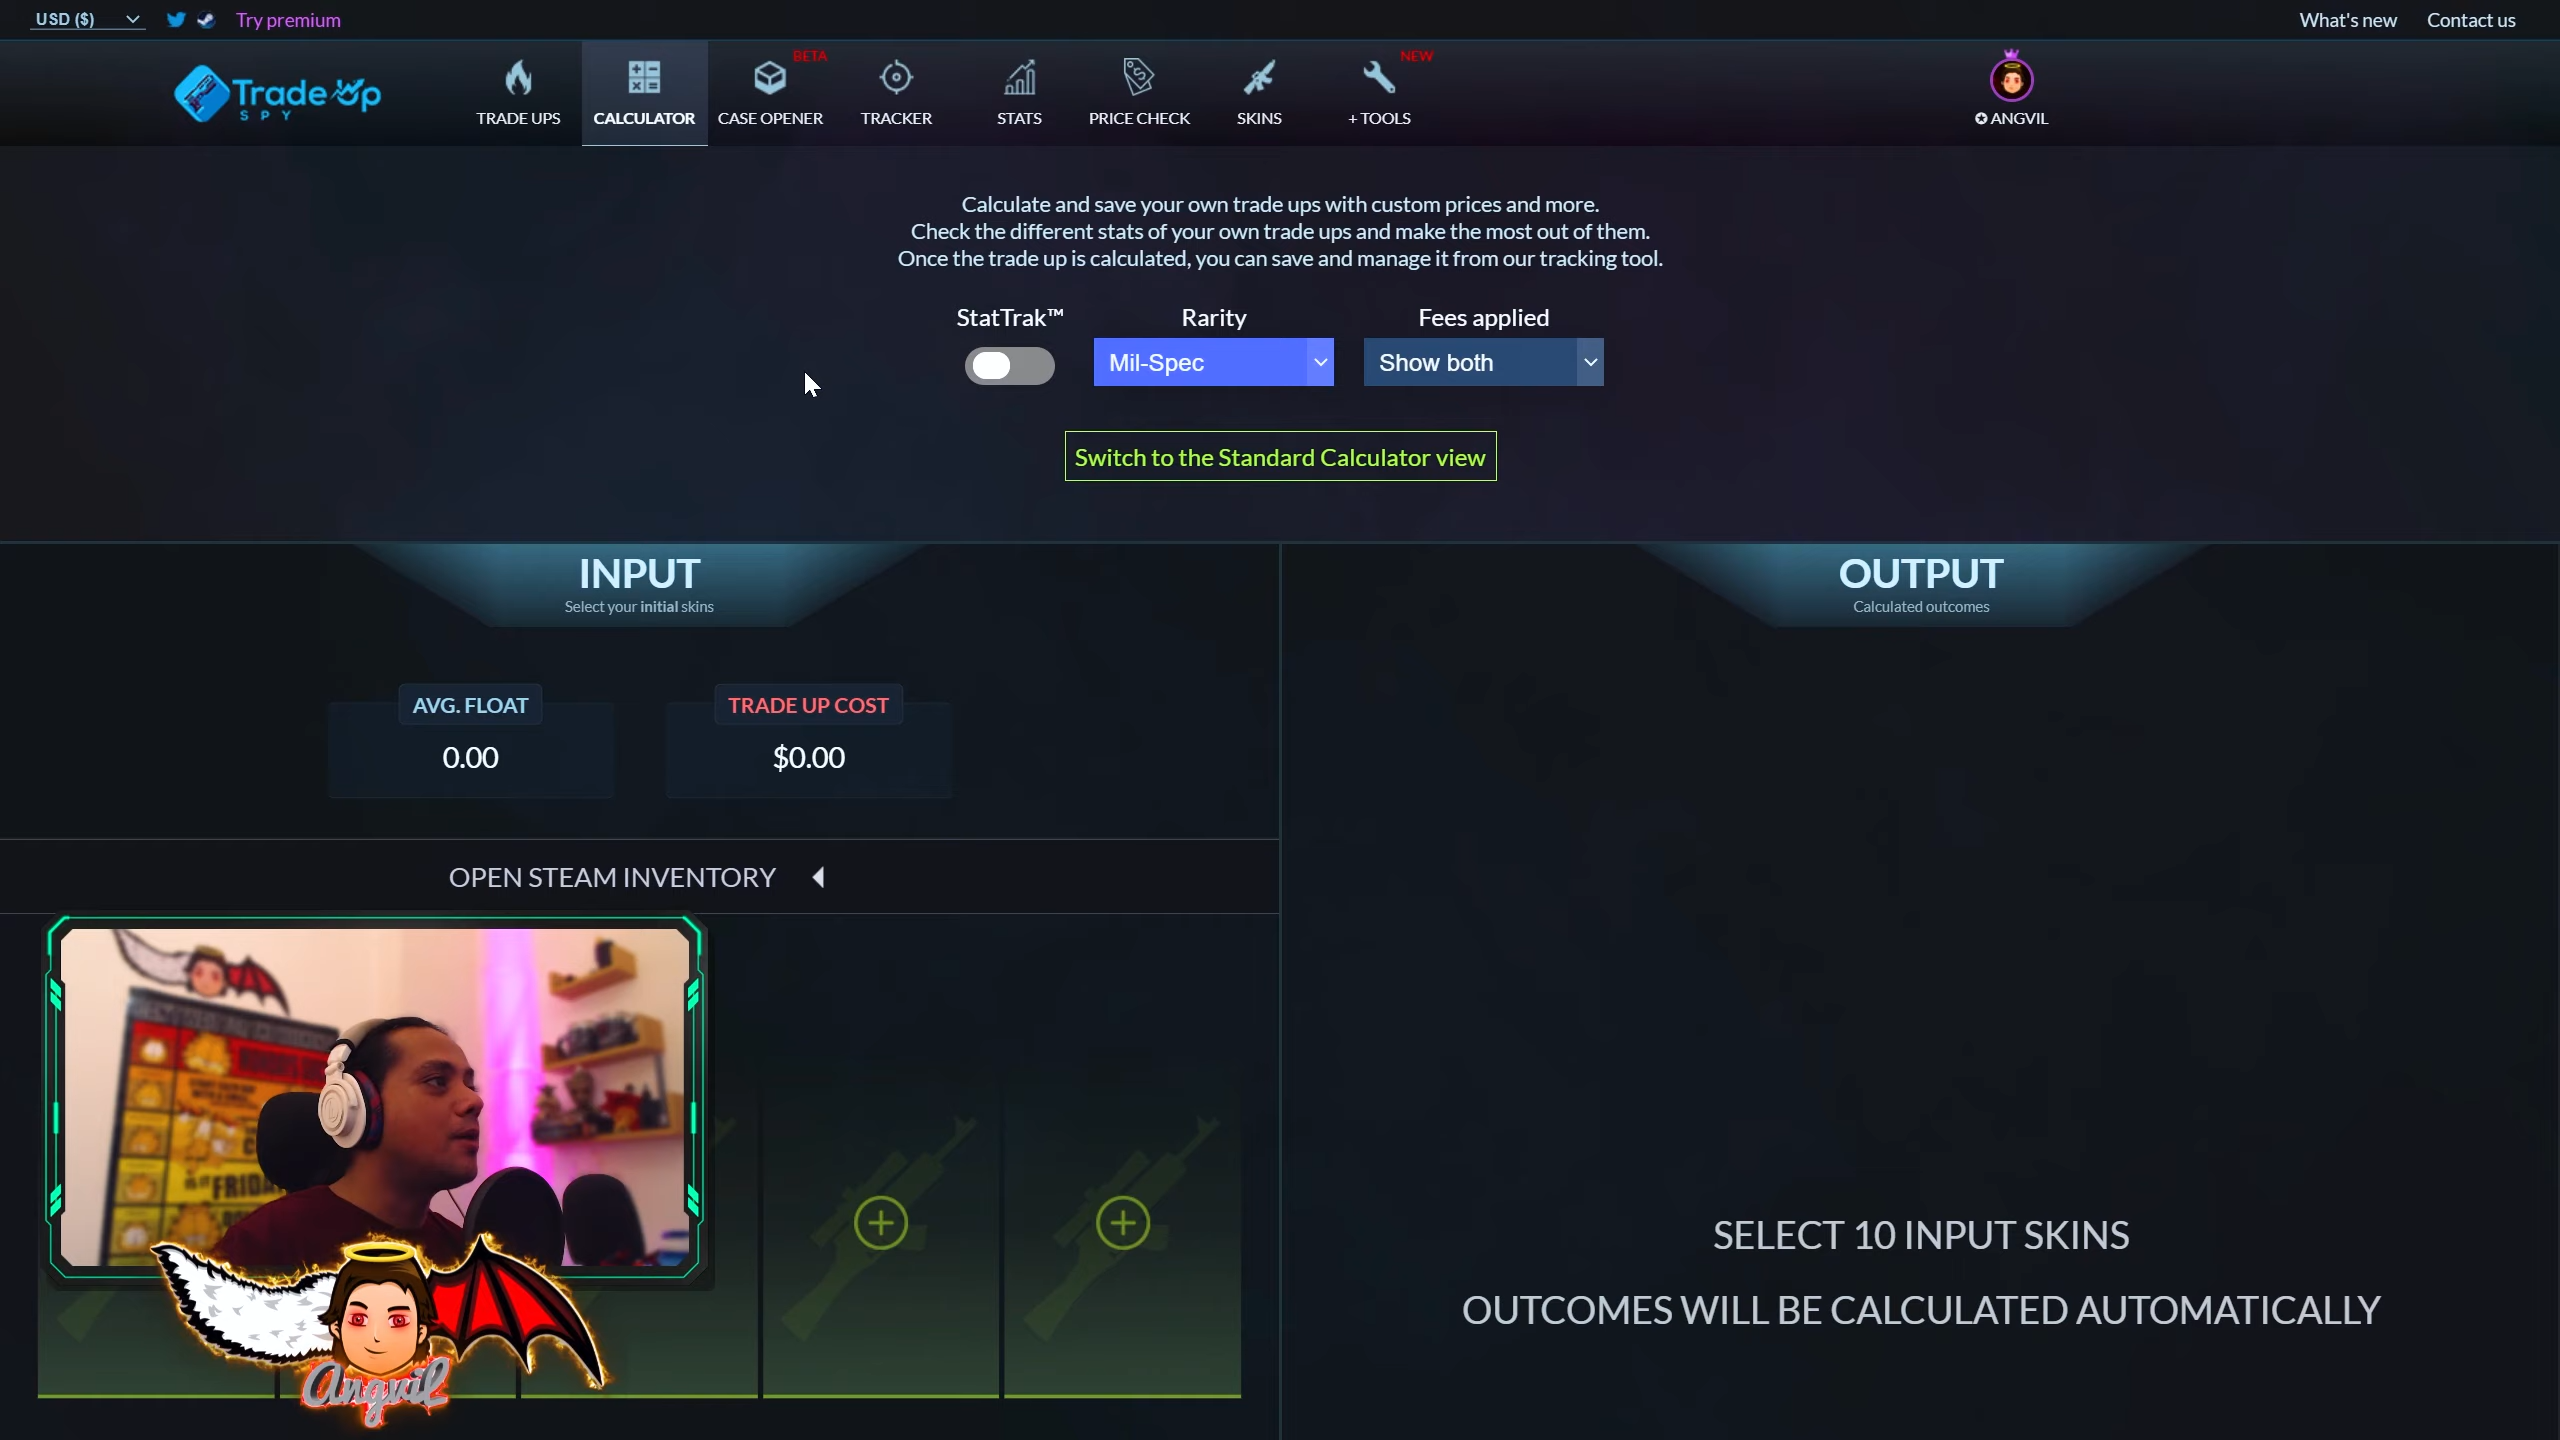 USD ($)
Try premium
What's new
Contact us
Trade Up
SPY
TRADE UPS
CALCULATOR
BETA
CASE OPENER
TRACKER
STATS
PRICE CHECK
SKINS
NEW
+ TOOLS
ANGVIL
Calculate and save your own trade ups with custom prices and more.
Check the different stats of your own trade ups and make the most out of them.
Once the trade up is calculated, you can save and manage it from our tracking tool.
StatTrak™
Rarity
Fees applied
Mil-Spec
Show both
Switch to the Standard Calculator view
INPUT
Select your initial skins
OUTPUT
Calculated outcomes
AVG. FLOAT
0.00
TRADE UP COST
$0.00
OPEN STEAM INVENTORY
SELECT 10 INPUT SKINS
OUTCOMES WILL BE CALCULATED AUTOMATICALLY
Angvil